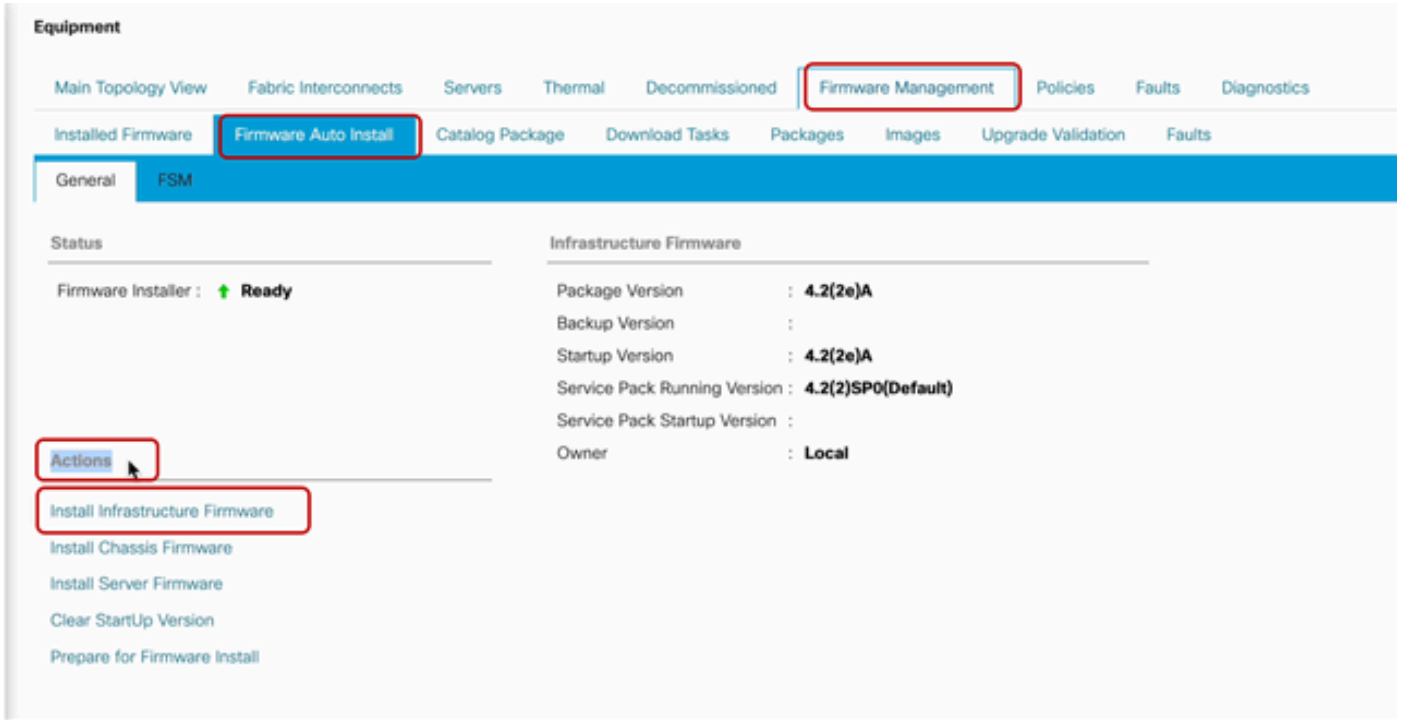 Equipment
Main Topology View Fabric Interconnects Servers Thermal Decommissioned Firmware Management Policies Faults Diagnostics
Installed Firmware Firmware Auto Install Catalog Package Download Tasks Packages Images Upgrade Validation Faults
General FSM
Status
Firmware Installer : Ready
Actions
Install Infrastructure Firmware
Install Chassis Firmware
Install Server Firmware
Clear StartUp Version
Prepare for Firmware Install
Infrastructure Firmware
Package Version : 4.2(2e)A
Backup Version :
Startup Version : 4.2(2e)A
Service Pack Running Version : 4.2(2)SP0(Default)
Service Pack Startup Version :
Owner : Local